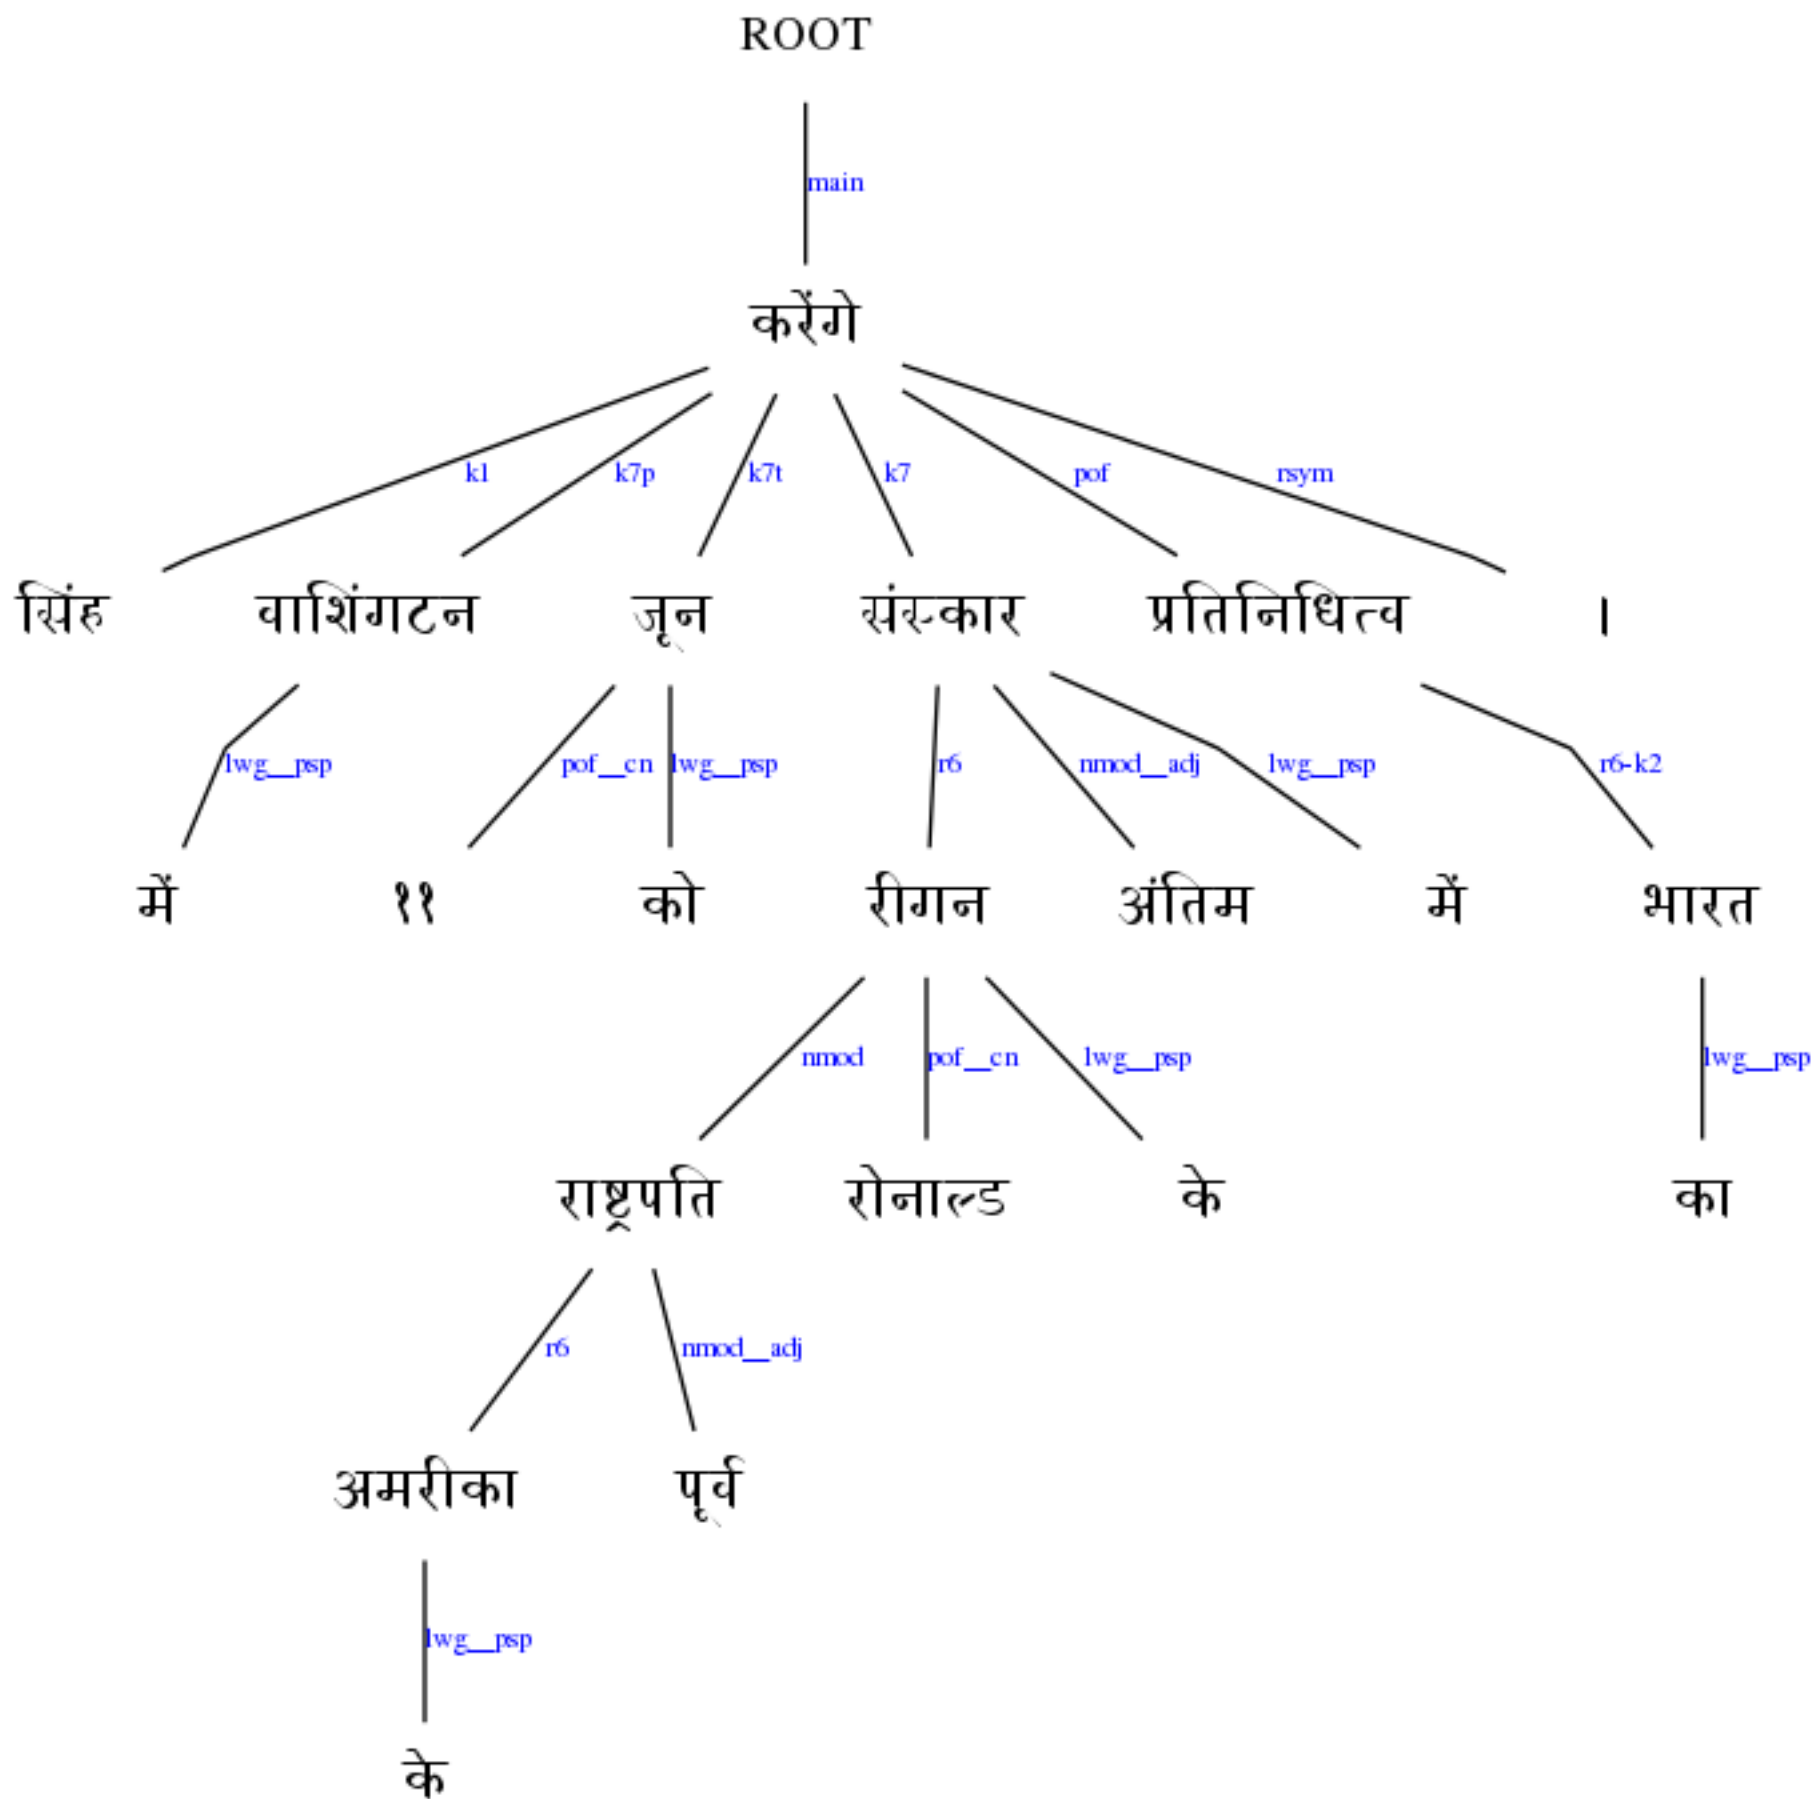 ROOT
main
करेंगे
k1 k7p k7t k7 pof rsym
सिंह वाशिंगटन जून संस्कार प्रतिनिधित्व ।
lwg__psp pof__cn lwg__psp r6 nmod__adj lwg__psp r6-k2
में ११ को रीगन अंतिम में भारत
nmod pof__cn lwg__psp lwg__psp
राष्ट्रपति रोनाल्ड के का
r6 nmod__adj
अमरीका पूर्व
lwg__psp
के